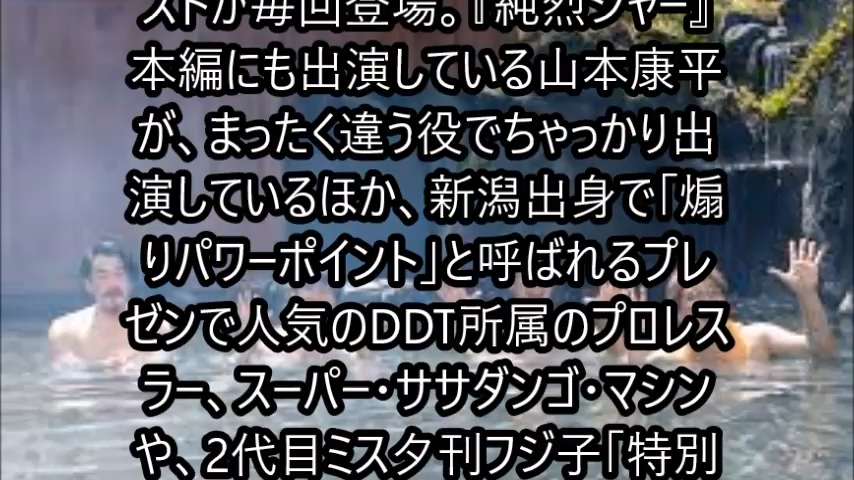 ストが毎回登場。『純烈ジャー』
本編にも出演している山本康平
が、まったく違う役でちゃっかり出
演しているほか、新潟出身で「煽
りパワーポイント」と呼ばれるプレ
ゼンで人気のDDT所属のプロレス
ラー、スーパー・ササダンゴ・マシン
や、2代目ミス夕刊フジ子「特別